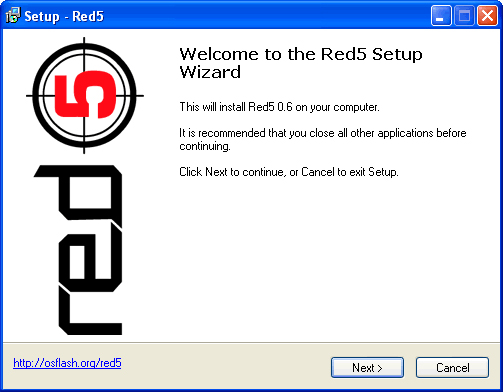 Setup - Red5
5
red
Welcome to the Red5 Setup
Wizard
This will install Red5 0.6 on your computer.
It is recommended that you close all other applications before
continuing.
Click Next to continue, or Cancel to exit Setup.
http://osflash.org/red5
Next >
Cancel